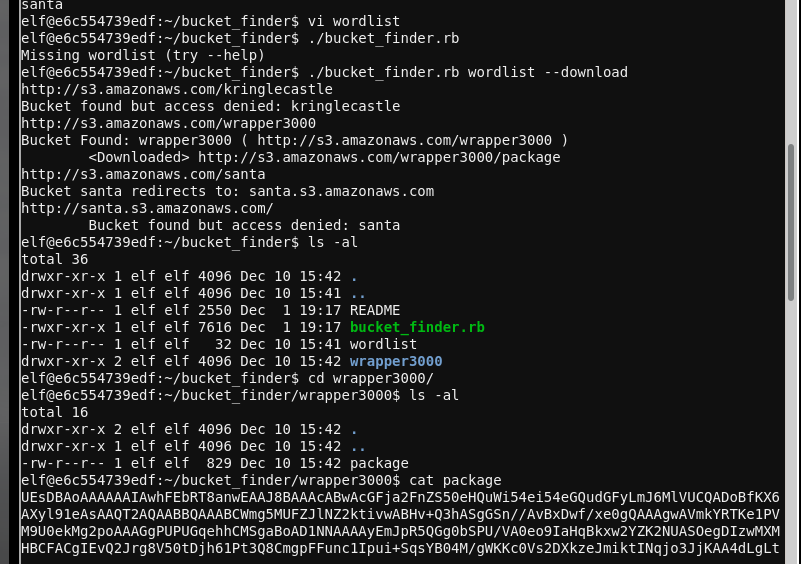 santa
elf@e6c554739edf:~/bucket_finder$ vi wordlist
elf@e6c554739edf:~/bucket_finder$ ./bucket_finder.rb
Missing wordlist (try --help)
elf@e6c554739edf:~/bucket_finder$ ./bucket_finder.rb wordlist --download
http://s3.amazonaws.com/kringlecastle
Bucket found but access denied: kringlecastle
http://s3.amazonaws.com/wrapper3000
Bucket Found: wrapper3000 ( http://s3.amazonaws.com/wrapper3000 )
        <Downloaded> http://s3.amazonaws.com/wrapper3000/package
http://s3.amazonaws.com/santa
Bucket santa redirects to: santa.s3.amazonaws.com
http://santa.s3.amazonaws.com/
        Bucket found but access denied: santa
elf@e6c554739edf:~/bucket_finder$ ls -al
total 36
drwxr-xr-x 1 elf elf 4096 Dec 10 15:42 .
drwxr-xr-x 1 elf elf 4096 Dec 10 15:41 ..
-rw-r--r-- 1 elf elf 2550 Dec  1 19:17 README
-rwxr-xr-x 1 elf elf 7616 Dec  1 19:17 bucket_finder.rb
-rw-r--r-- 1 elf elf   32 Dec 10 15:41 wordlist
drwxr-xr-x 2 elf elf 4096 Dec 10 15:42 wrapper3000
elf@e6c554739edf:~/bucket_finder$ cd wrapper3000/
elf@e6c554739edf:~/bucket_finder/wrapper3000$ ls -al
total 16
drwxr-xr-x 2 elf elf 4096 Dec 10 15:42 .
drwxr-xr-x 1 elf elf 4096 Dec 10 15:42 ..
-rw-r--r-- 1 elf elf  829 Dec 10 15:42 package
elf@e6c554739edf:~/bucket_finder/wrapper3000$ cat package
UEsDBAoAAAAAAIAwhFEbRT8anwEAAJ8BAAAcABwAcGFja2FnZS50eHQuWi54ei54eGQudGFyLmJ6MlVUCQADoBfKX6
AXyl91eAsAAQT2AQAABBQAAABCWmg5MUFZJlNZ2ktivwABHv+Q3hASgGSn//AvBxDwf/xe0gQAAAgwAVmkYRTKe1PV
M9U0ekMg2poAAAGgPUPUGqehhCMSgaBoAD1NNAAAAyEmJpR5QGg0bSPU/VA0eo9IaHqBkxw2YZK2NUASOegDIzwMXM
HBCFACgIEvQ2Jrg8V50tDjh61Pt3Q8CmgpFFunc1Ipui+SqsYB04M/gWKKc0Vs2DXkzeJmiktINqjo3JjKAA4dLgLt